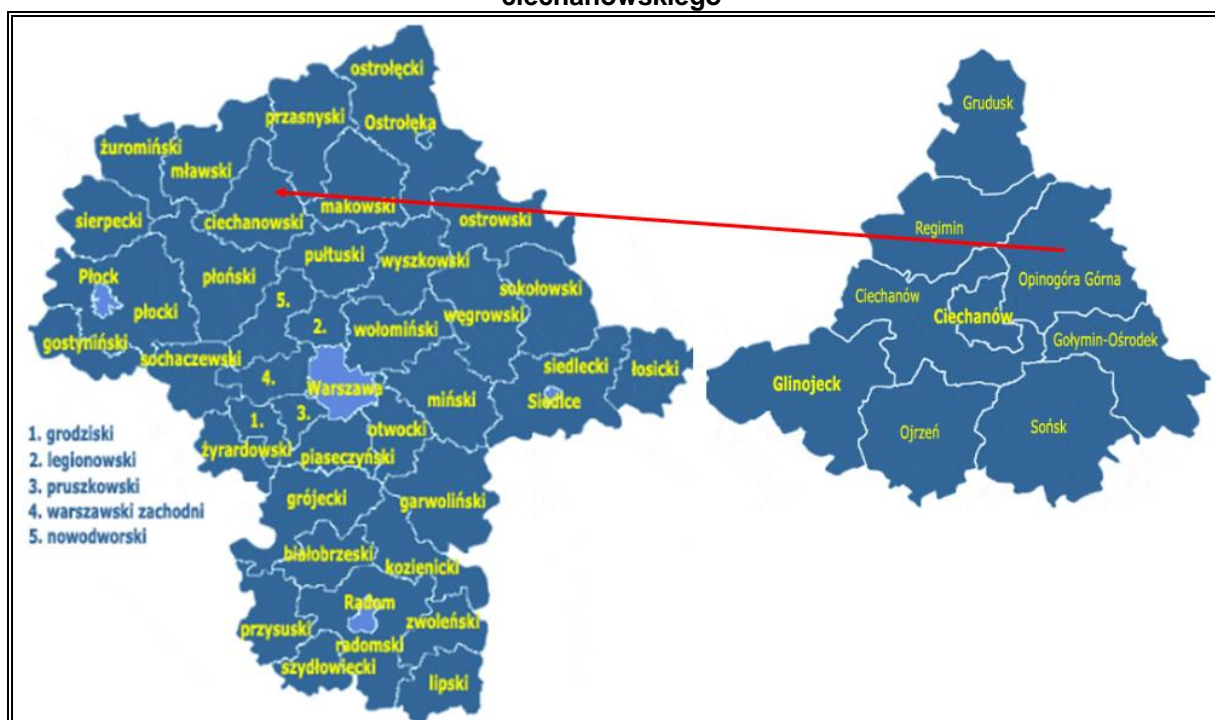 ciechanowskiego
ostrołęcki
przasnyski
Ostrołęka
żuromiński
mławski
makowski
sierpecki
ciechanowski
ostrowski
pułtuski
wyszkowski
Płock
płoński
sokołowski
5.
płocki
2.
wołomiński
węgrowski
gostyniński
sochaczewski
siedlecki
łosicki
4.
Warszawa
miński
Siedlce
1.
3.
otwocki
żyrardowski
piaseczyński
grójecki
garwoliński
białobrzeski
kozienicki
Radom
zwoleński
przysuski
radomski
szydłowiecki
lipski
1. grodziski
2. legionowski
3. pruszkowski
4. warszawski zachodni
5. nowodworski
Grudusk
Regimin
Opinogóra Górna
Ciechanów
Ciechanów
Gołymin-Ośrodek
Glinojeck
Ojrzeń
Sońsk